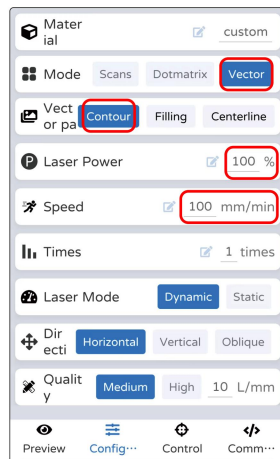 Mater
ial
custom
Mode
Scans
Dotmatrix
Vector
Vect
or pa
Contour
Filling
Centerline
P
Laser Power
100 %
Speed
100 mm/min
Times
1 times
Laser Mode
Dynamic
Static
Dir
ecti
Horizontal
Vertical
Oblique
Qualit
y
Medium
High
10 L/mm
Preview
Config···
Control
Comm···